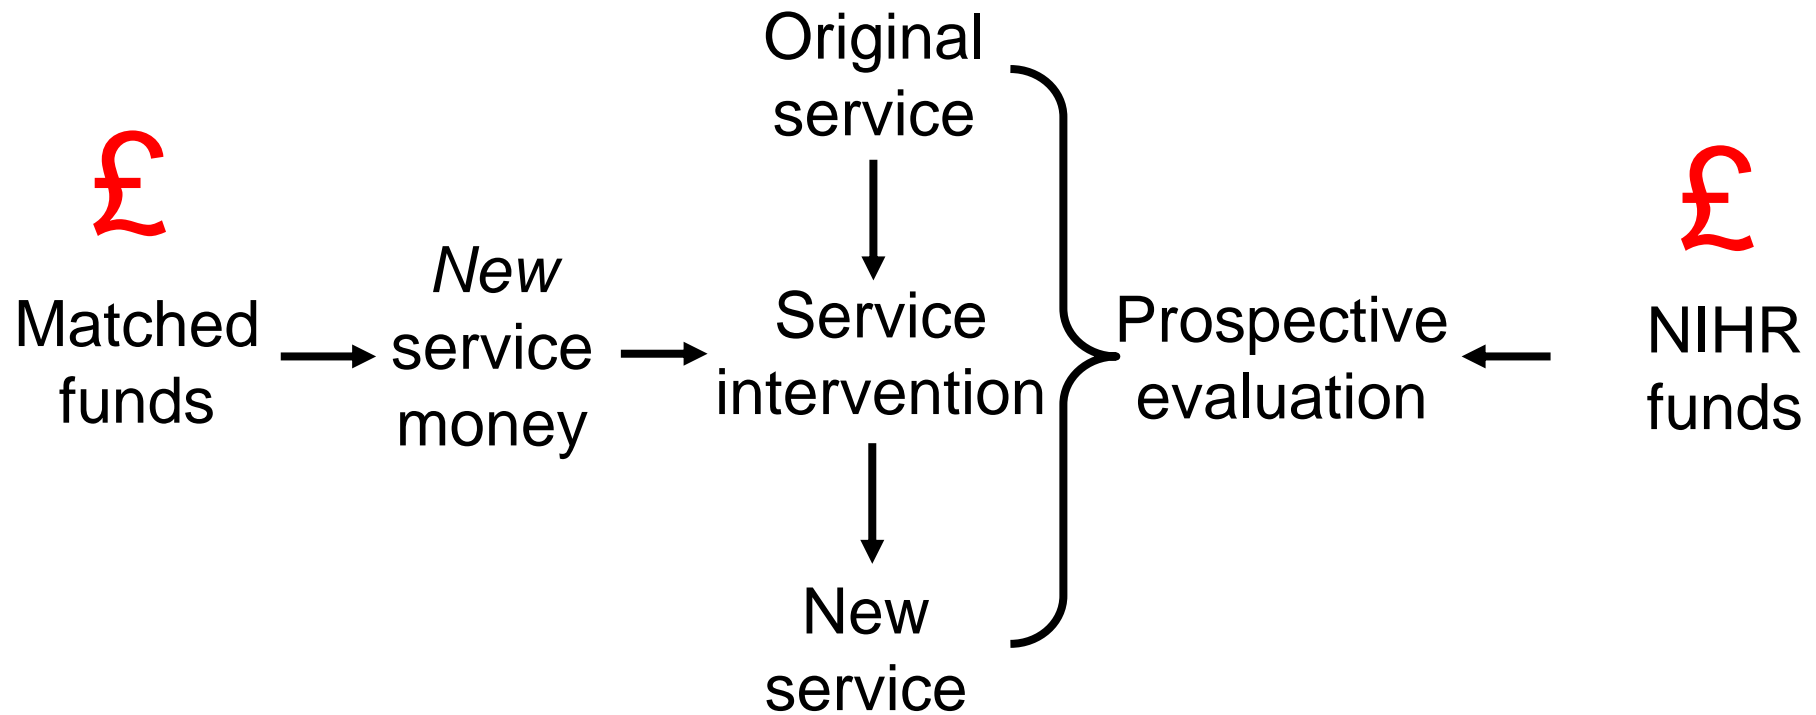 £
Matched
funds
New
service
money
Original
service
Service
intervention
New
service
Prospective
evaluation
£
NIHR
funds